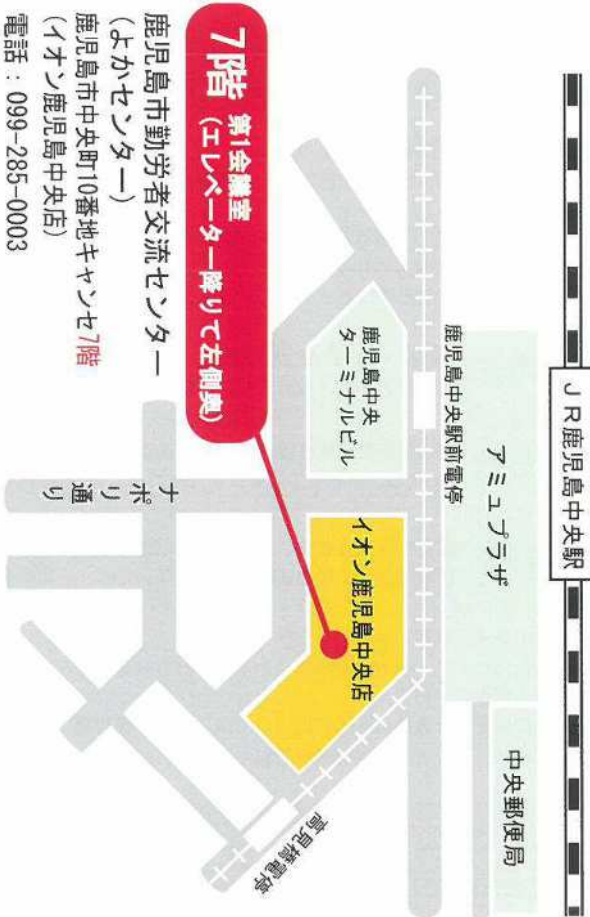 JR鹿児島中央駅
アミュプラザ
中央郵便局
鹿児島中央駅前電停
鹿児島中央
ターミナルビル
イオン鹿児島中央店
高見橋電停
ナポリ通り
7階 第1会議室
(エレベーター降りて左側奥)
鹿児島市勤労者交流センター
(よかセンター)
鹿児島市中央町10番地キャンセ7階
(イオン鹿児島中央店)
電話：099-285-0003